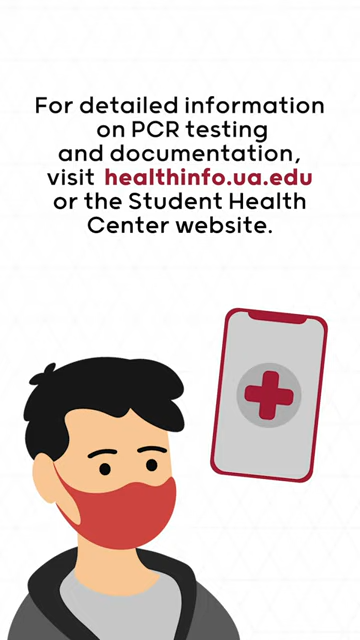 For detailed information
on PCR testing
and documentation,
visit healthinfo.ua.edu
or the Student Health
Center website.